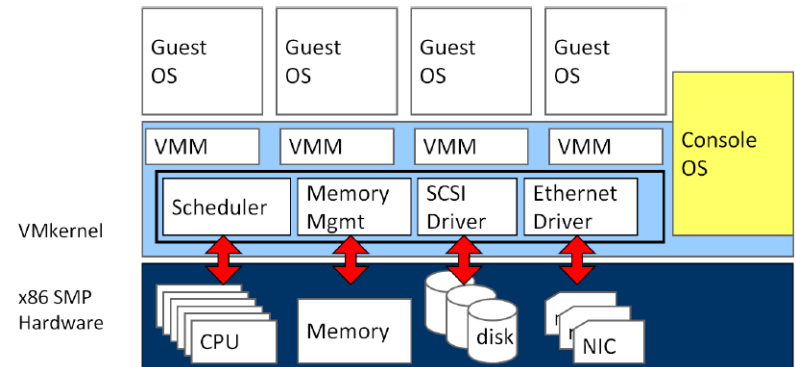 Guest
OS
Guest
OS
Guest
OS
Guest
OS
Console
OS
VMM
VMM
VMM
VMM
Scheduler
Memory
Mgmt
SCSI
Driver
Ethernet
Driver
VMkernel
x86 SMP
Hardware
CPU
Memory
disk
NIC